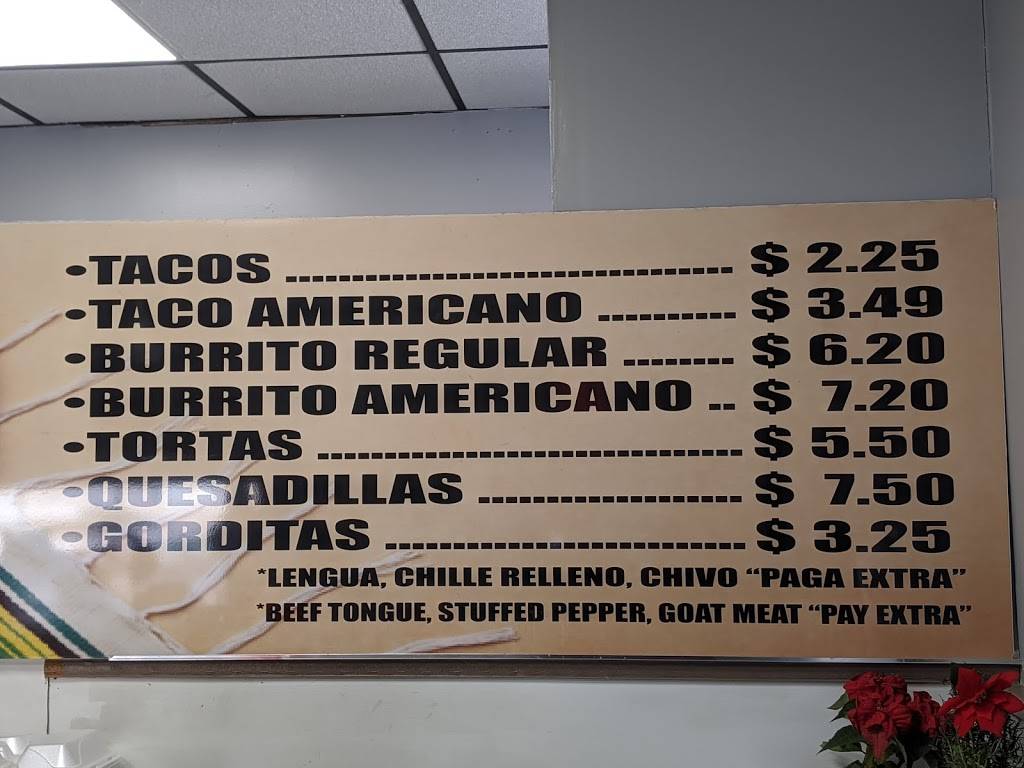 •TACOS .................................. $ 2.25
•TACO AMERICANO .......... $ 3.49
•BURRITO REGULAR ........ $ 6.20
•BURRITO AMERICANO .. $ 7.20
•TORTAS ................................ $ 5.50
•QUESADILLAS .................... $ 7.50
•GORDITAS ........................... $ 3.25
*LENGUA, CHILLE RELLENO, CHIVO “PAGA EXTRA”
*BEEF TONGUE, STUFFED PEPPER, GOAT MEAT “PAY EXTRA”